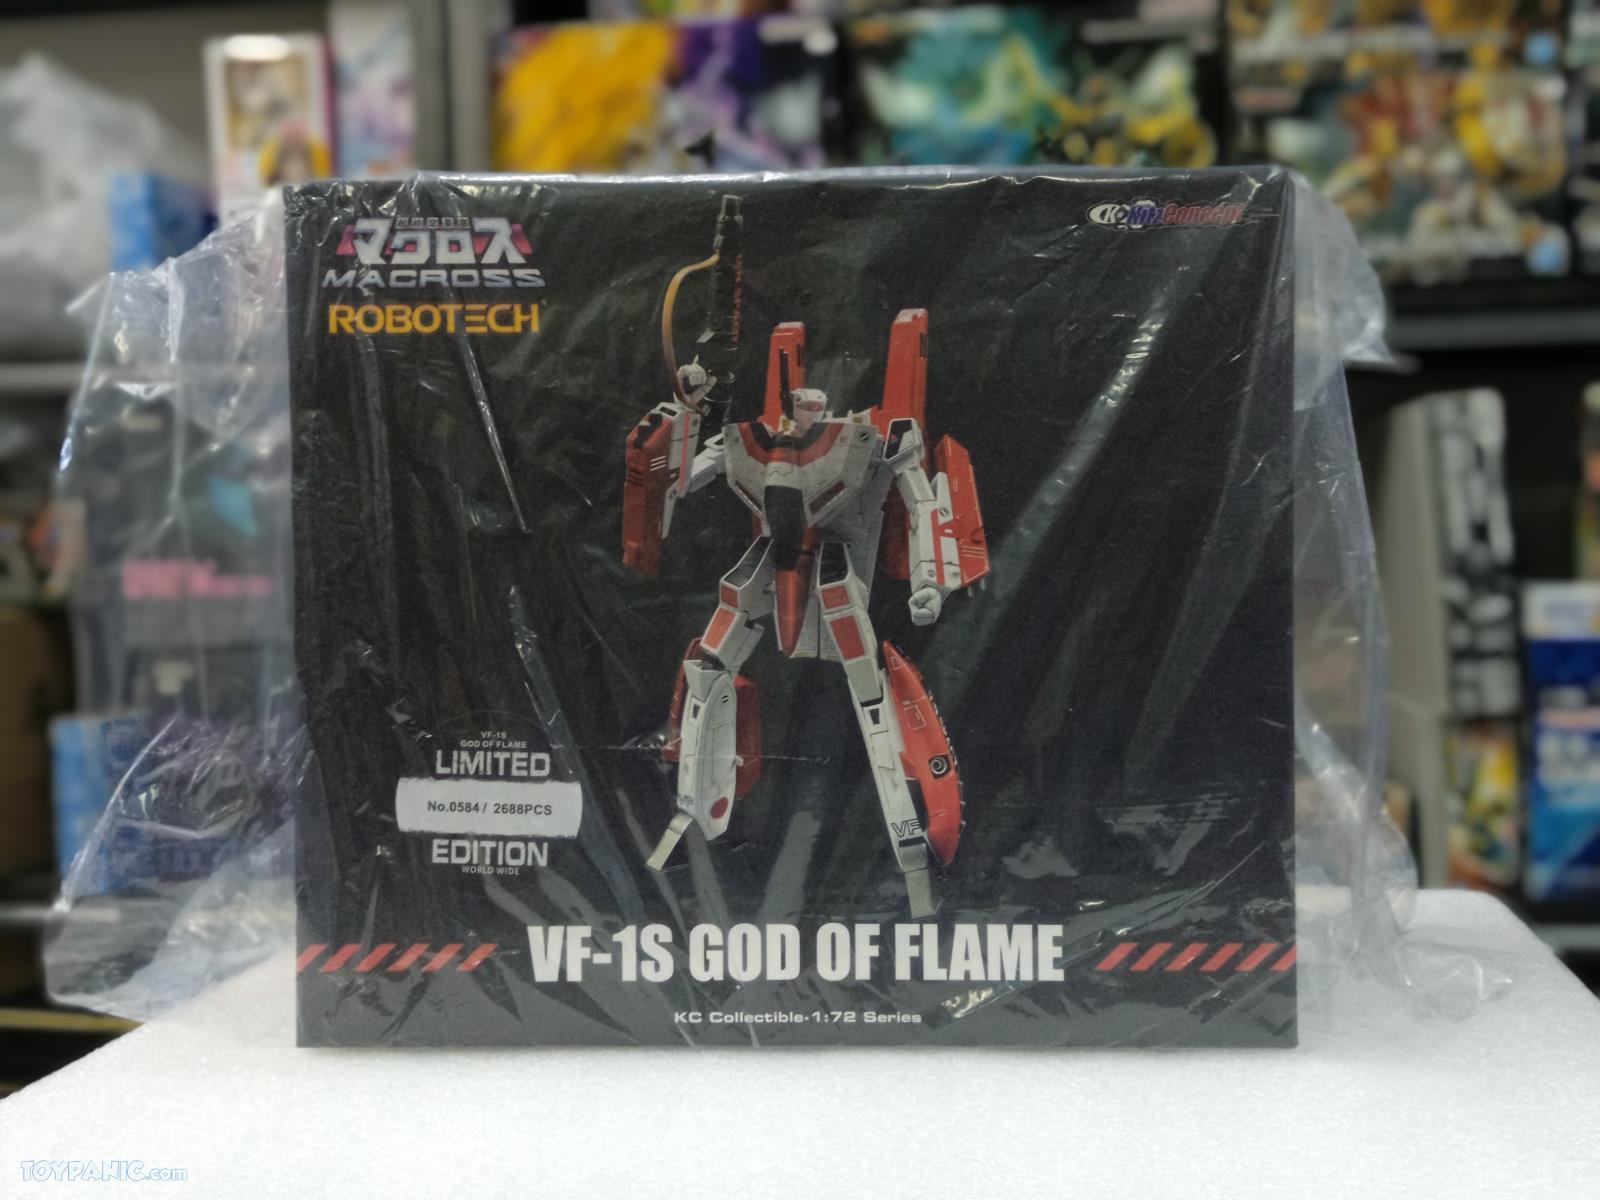 超時空要塞
マクロス
MACROSS
ROBOTECH
KitzConcept
VF-1S
GOD OF FLAME
LIMITED
No.0584 / 2688PCS
EDITION
WORLD WIDE
VF
VF-1S GOD OF FLAME
KC Collectible-1:72 Series
TOYPANIC.com